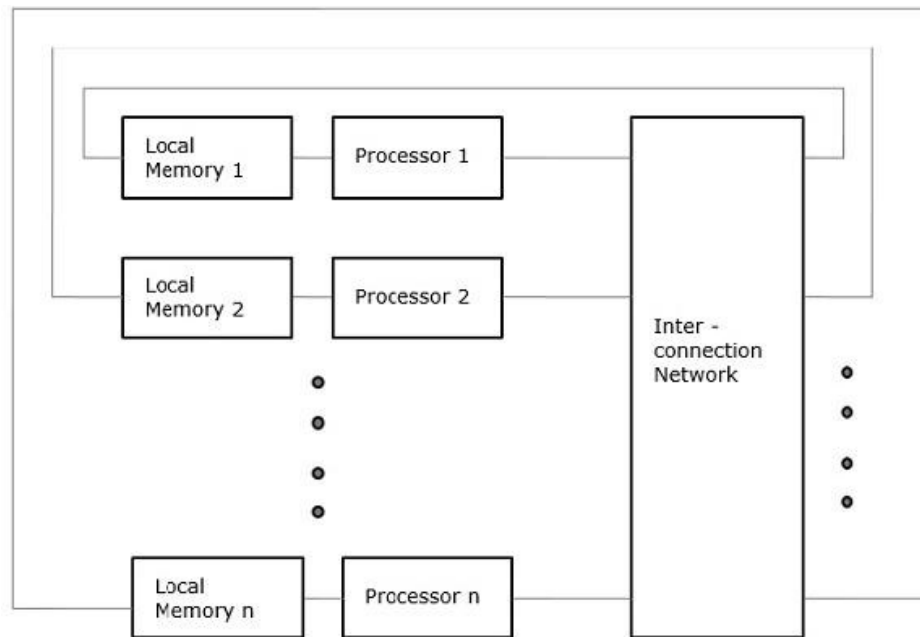 Local
Memory 1
Processor 1
Local
Memory 2
Processor 2
Inter -
connection
Network
Local
Memory n
Processor n